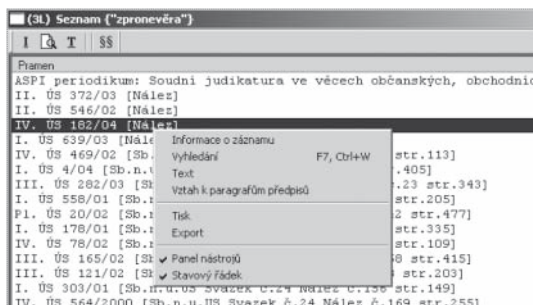 (3L) Seznam {"zpronevěra"}
I T §§
Pramen
ASPI periodikum: Soudní judikatura ve věcech občanských, obchodníc
II. ÚS 372/03 [Nález]
II. ÚS 546/02 [Nález]
IV. ÚS 182/04 [Nález]
I. ÚS 639/03 [Nále
Informace o záznamu
IV. ÚS 469/02 [Sb. str.113]
Vyhledání F7, Ctrl+W
I. ÚS 4/04 [Sb.n.u .405]
Text
III. ÚS 282/03 [Sb .23 str.343]
Vztah k paragrafům předpisů
I. ÚS 558/01 [Sb.n str.205]
Pl. ÚS 20/02 [Sb.n 2 str.477]
Tisk
I. ÚS 178/01 [Sb.n str.335]
Export
IV. ÚS 78/02 [Sb.n str.109]
III. ÚS 165/02 [Sb 8 str.415]
Panel nástrojů
III. ÚS 121/02 [Sb str.203]
Stavový řádek
I. ÚS 303/01 [Sb.n.u.US Svazek č.24 Nález č.156 str.149]
IV. ÚS 564/2000 [Sb.n.u.US Svazek č.24 Nález č.169 str.255]